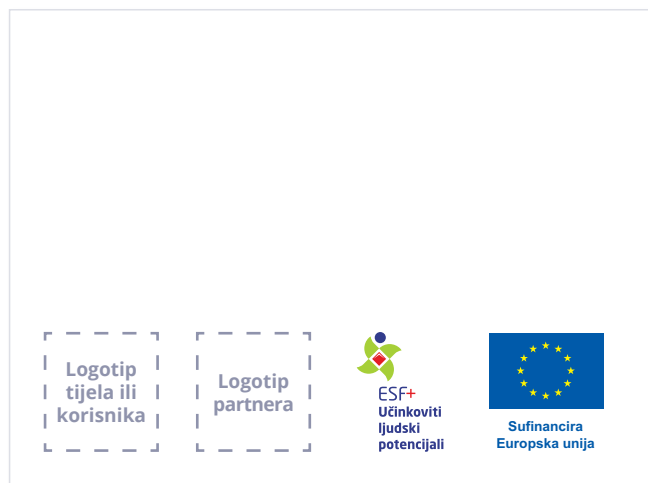 Logotip
tijela ili
korisnika
Logotip
partnera
ESF+
Učinkoviti
ljudski
potencijali
Sufinancira
Europska unija